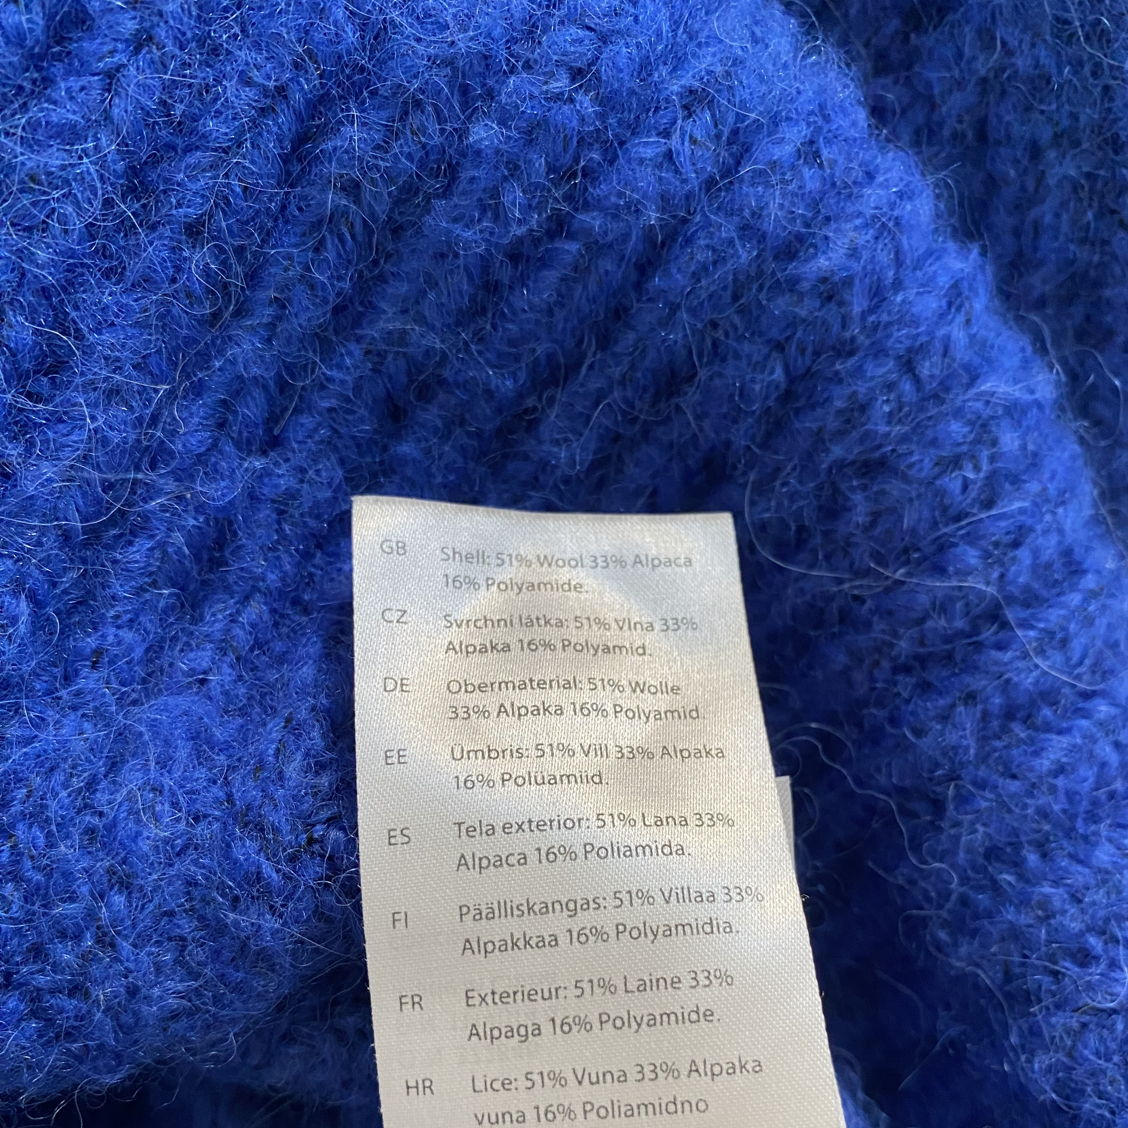 GB Shell: 51% Wool 33% Alpaca
16% Polyamide.
CZ Svrchní látka: 51% Vlna 33%
Alpaka 16% Polyamid.
DE Obermaterial: 51% Wolle
33% Alpaka 16% Polyamid.
EE Ümbris: 51% Vill 33% Alpaka
16% Polüamiid.
ES Tela exterior: 51% Lana 33%
Alpaca 16% Poliamida.
FI Päälliskangas: 51% Villaa 33%
Alpakkaa 16% Polyamidia.
FR Exterieur: 51% Laine 33%
Alpaga 16% Polyamide.
HR Lice: 51% Vuna 33% Alpaka
vuna 16% Poliamidno